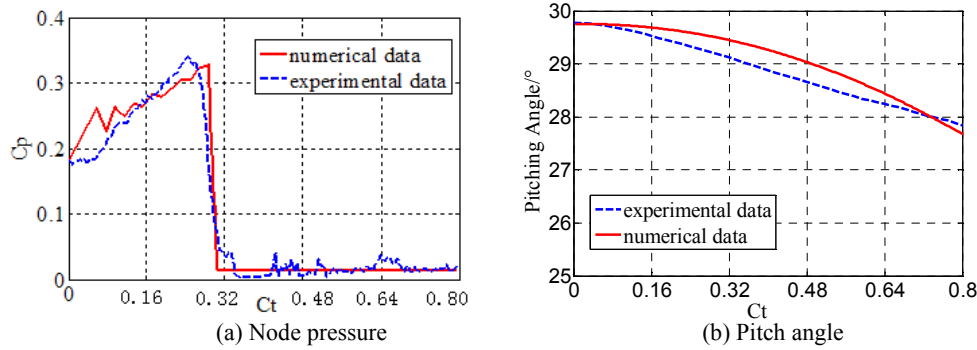 0.4
0.3
0.2
0.1
0
Cp
numerical data
experimental data
0 0.16 0.32 0.48 0.64 0.80
Ct
(a) Node pressure
30
29
28
27
26
25
Pitching Angle/°
experimental data
numerical data
0 0.16 0.32 0.48 0.64 0.8
Ct
(b) Pitch angle